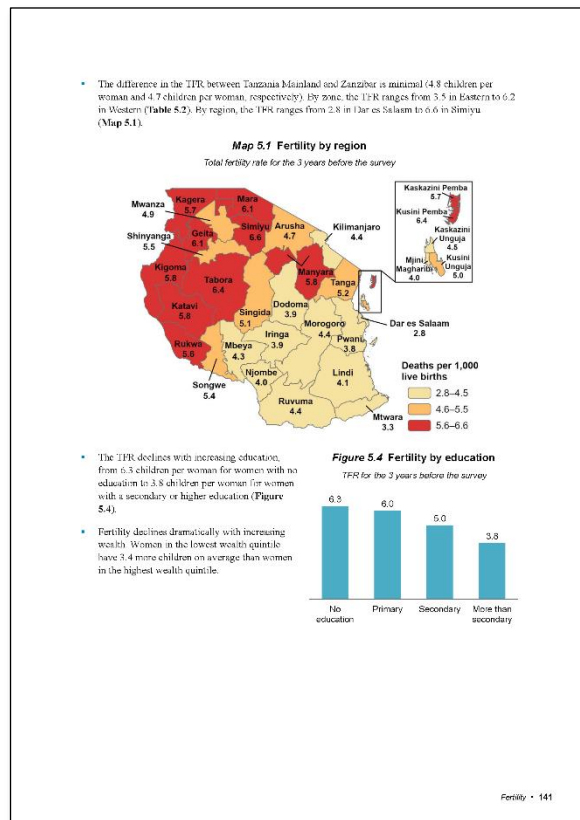 • The difference in the TFR between Tanzania Mainland and Zanzibar is minimal (4.8 children per
woman and 4.7 children per woman, respectively). By zone, the TFR ranges from 3.5 in Eastern to 6.2
in Western (Table 5.2). By region, the TFR ranges from 2.8 in Dar es Salaam to 6.6 in Simiyu
(Map 5.1).
Map 5.1 Fertility by region
Total fertility rate for the 3 years before the survey
Kagera
5.7
Mara
6.1
Mwanza
4.9
Geita
6.1
Simiyu
6.6
Arusha
4.7
Kilimanjaro
4.4
Shinyanga
5.5
Kigoma
5.8
Tabora
6.4
Manyara
5.8
Tanga
5.2
Katavi
5.8
Singida
5.1
Dodoma
3.9
Morogoro
4.4
Dar es Salaam
2.8
Pwani
3.8
Rukwa
5.6
Mbeya
4.3
Iringa
3.9
Songwe
5.4
Njombe
4.0
Lindi
4.1
Ruvuma
4.4
Mtwara
3.3
Kaskazini Pemba
5.7
Kusini Pemba
6.4
Kaskazini
Unguja
4.5
Mjini
Magharibi
4.0
Kusini
Unguja
5.0
Deaths per 1,000
live births
2.8–4.5
4.6–5.5
5.6–6.6
• The TFR declines with increasing education,
from 6.3 children per woman for women with no
education to 3.8 children per woman for women
with a secondary or higher education (Figure
5.4).
• Fertility declines dramatically with increasing
wealth. Women in the lowest wealth quintile
have 3.4 more children on average than women
in the highest wealth quintile.
Figure 5.4 Fertility by education
TFR for the 3 years before the survey
6.3
6.0
5.0
3.8
No
education
Primary
Secondary
More than
secondary
Fertility • 141